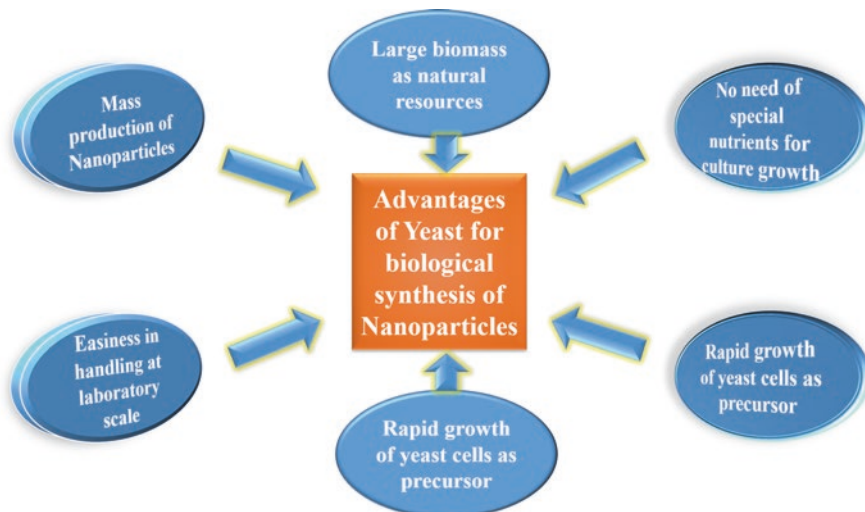 Large biomass
as natural
resources
Mass
production of
Nanoparticles
No need of
special
nutrients for
culture growth
Advantages
of Yeast for
biological
synthesis of
Nanoparticles
Easiness in
handling at
laboratory
scale
Rapid growth
of yeast cells as
precursor
Rapid growth
of yeast cells as
precursor